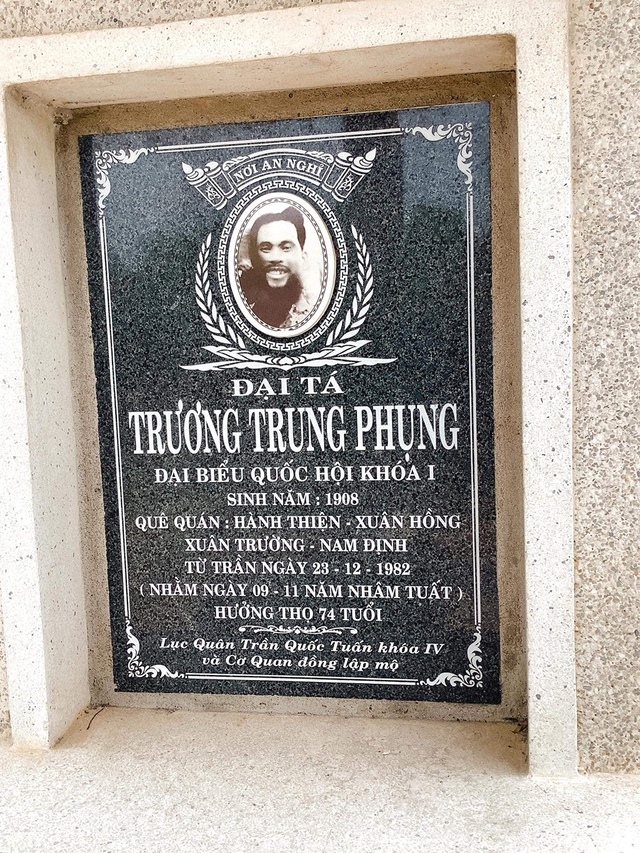 NƠI AN NGHỈ
ĐẠI TÁ
TRƯƠNG TRUNG PHỤNG
ĐẠI BIỂU QUỐC HỘI KHÓA I
SINH NĂM : 1908
QUÊ QUÁN : HÀNH THIỆN - XUÂN HỒNG
XUÂN TRƯỜNG - NAM ĐỊNH
TỪ TRẦN NGÀY 23 - 12 - 1982
( NHẰM NGÀY 09 - 11 NĂM NHÂM TUẤT )
HƯỞNG THỌ 74 TUỔI
Lục Quân Trần Quốc Tuấn khóa IV
và Cơ Quan đồng lập mộ